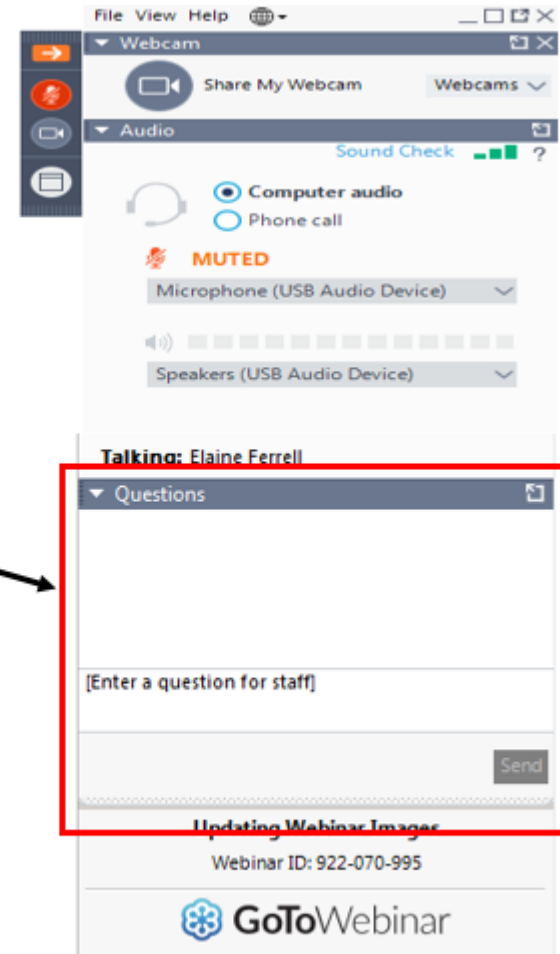 File View Help
Webcam
Share My Webcam Webcams
Audio
Sound Check ?
Computer audio
Phone call
MUTED
Microphone (USB Audio Device)
Speakers (USB Audio Device)
Talking: Elaine Ferrell
Questions
[Enter a question for staff]
Send
Updating Webinar Images
Webinar ID: 922-070-995
GoToWebinar